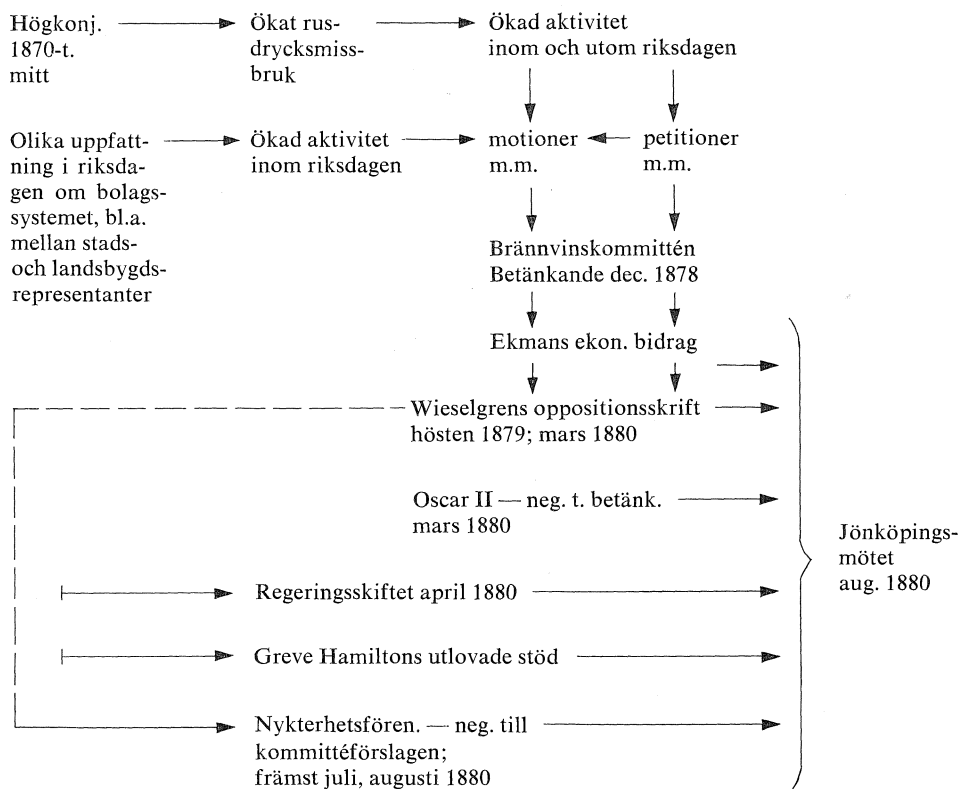 Högkonj.
1870-t.
mitt
Ökat rus-
drycksmiss-
bruk
Ökad aktivitet
inom och utom riksdagen
Olika uppfatt-
ning i riksda-
gen om bolags-
systemet, bl.a.
mellan stads-
och landsbygds-
representanter
Ökad aktivitet
inom riksdagen
motioner
m.m.
petitioner
m.m.
Brännvinskommittén
Betänkande dec. 1878
Ekmans ekon. bidrag
Wieselgrens oppositionsskrift
hösten 1879; mars 1880
Oscar II — neg. t. betänk.
mars 1880
Regeringsskiftet april 1880
Greve Hamiltons utlovade stöd
Nykterhetsfören. — neg. till
kommittéförslagen;
främst juli, augusti 1880
Jönköpings-
mötet
aug. 1880